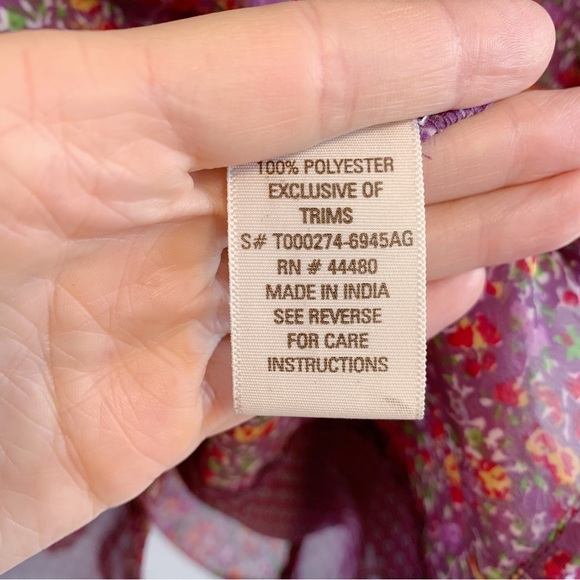 100% POLYESTER
EXCLUSIVE OF
TRIMS
S# T000274-6945AG
RN # 44480
MADE IN INDIA
SEE REVERSE
FOR CARE
INSTRUCTIONS